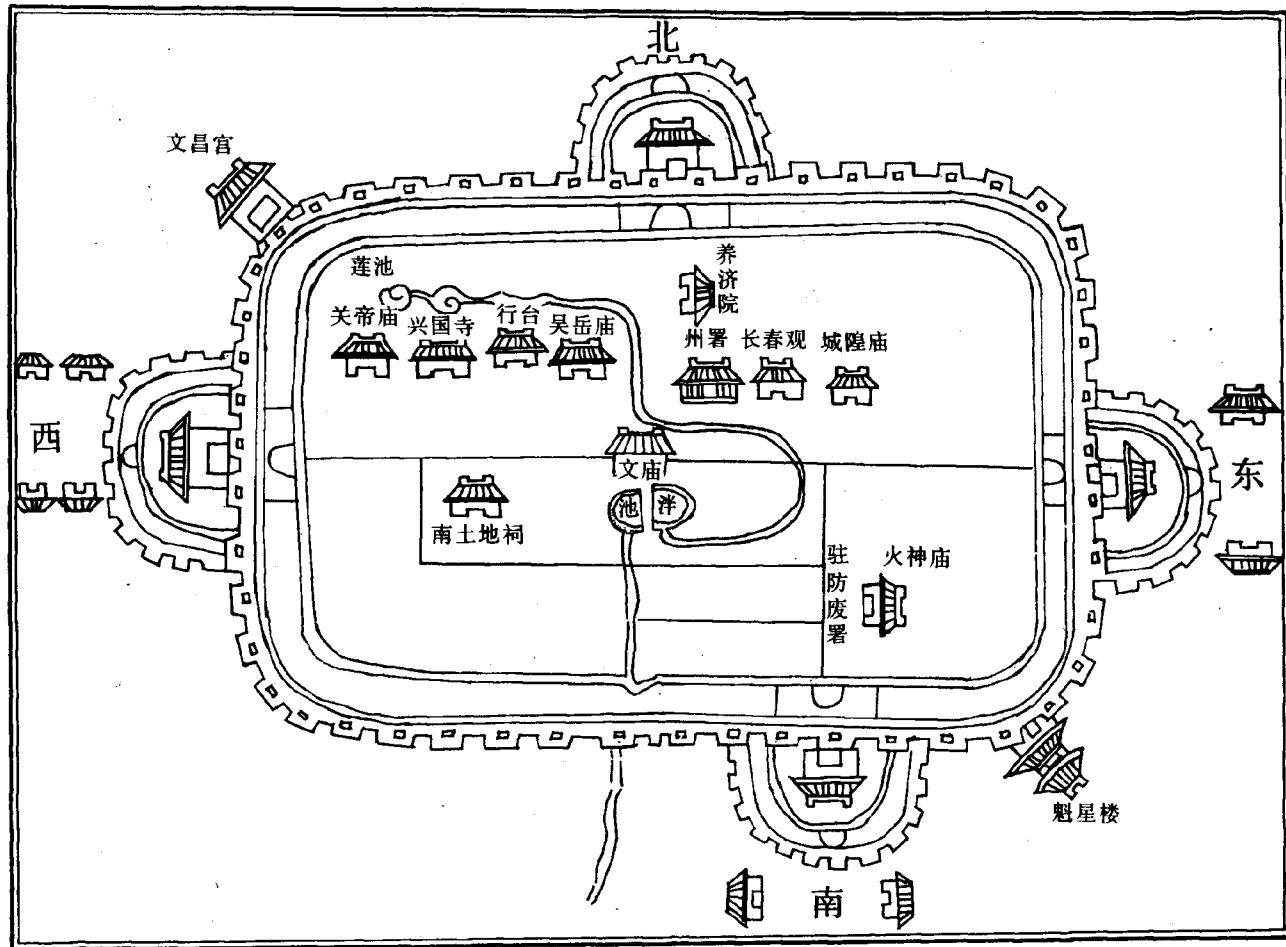 北
文昌宫
养济院
莲池
关帝庙
兴国寺
行台
吴岳庙
州署
长春观
城隍庙
西
东
文庙
池
泮
南土地祠
驻防废署
火神庙
魁星楼
南